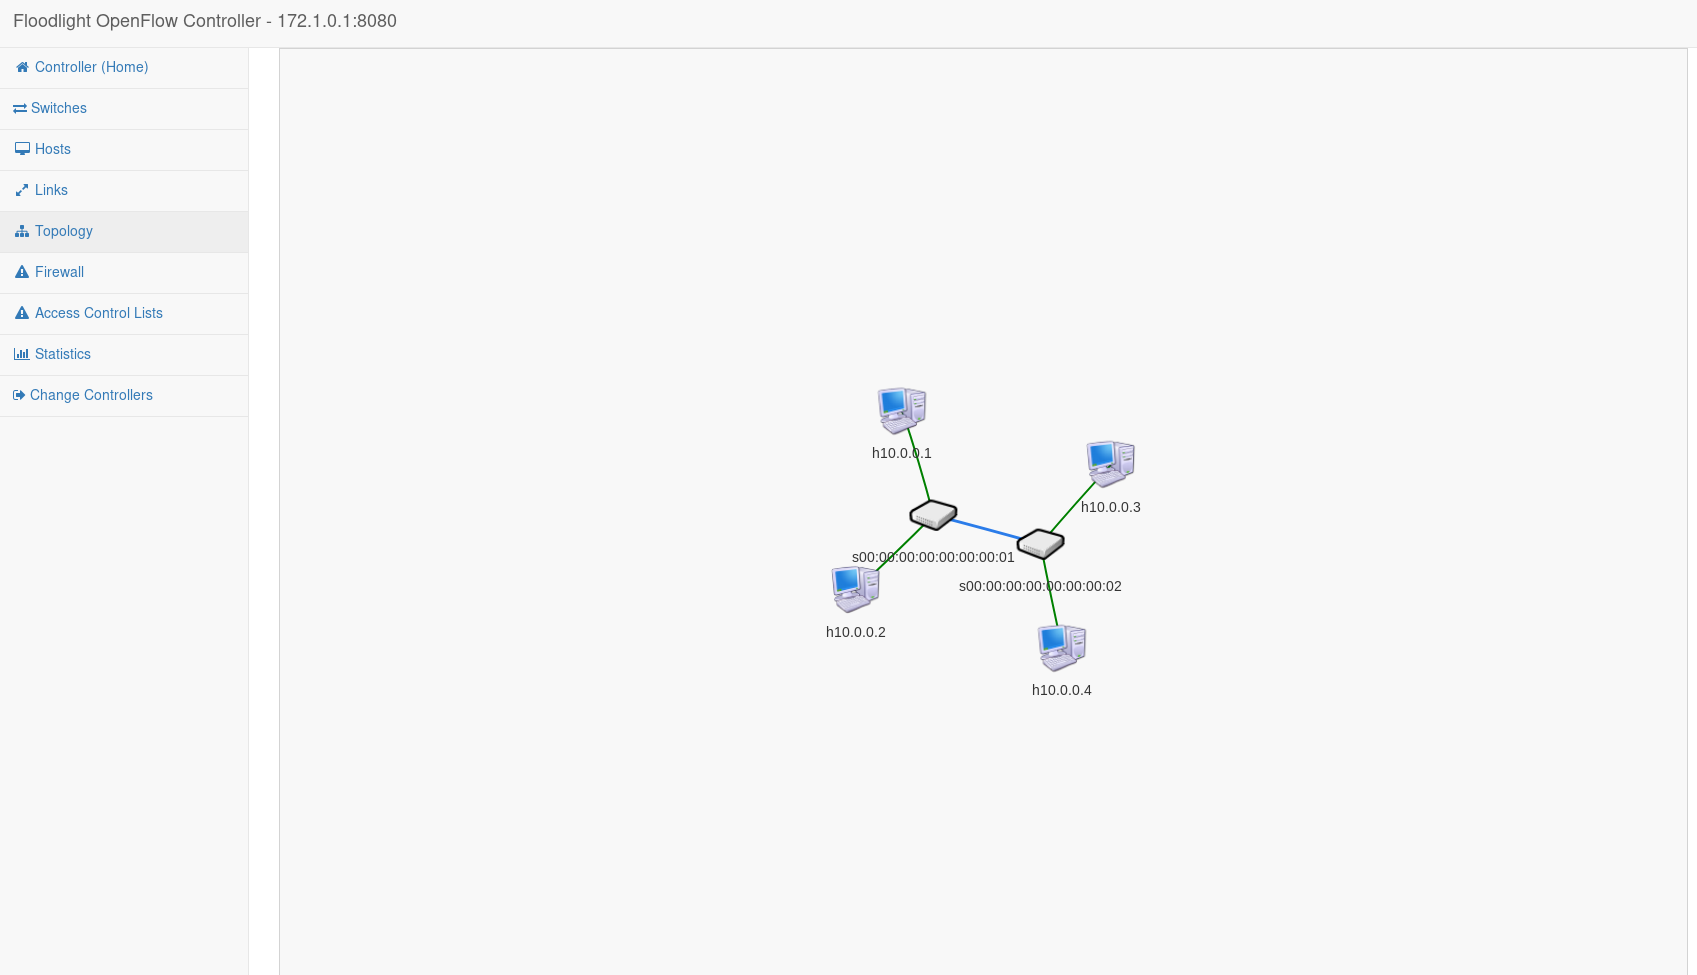 Floodlight OpenFlow Controller - 172.1.0.1:8080
Controller (Home)
Switches
Hosts
Links
Topology
Firewall
Access Control Lists
Statistics
Change Controllers
h10.0.0.1
h10.0.0.3
s00:00:00:00:00:00:00:01
s00:00:00:00:00:00:00:02
h10.0.0.2
h10.0.0.4